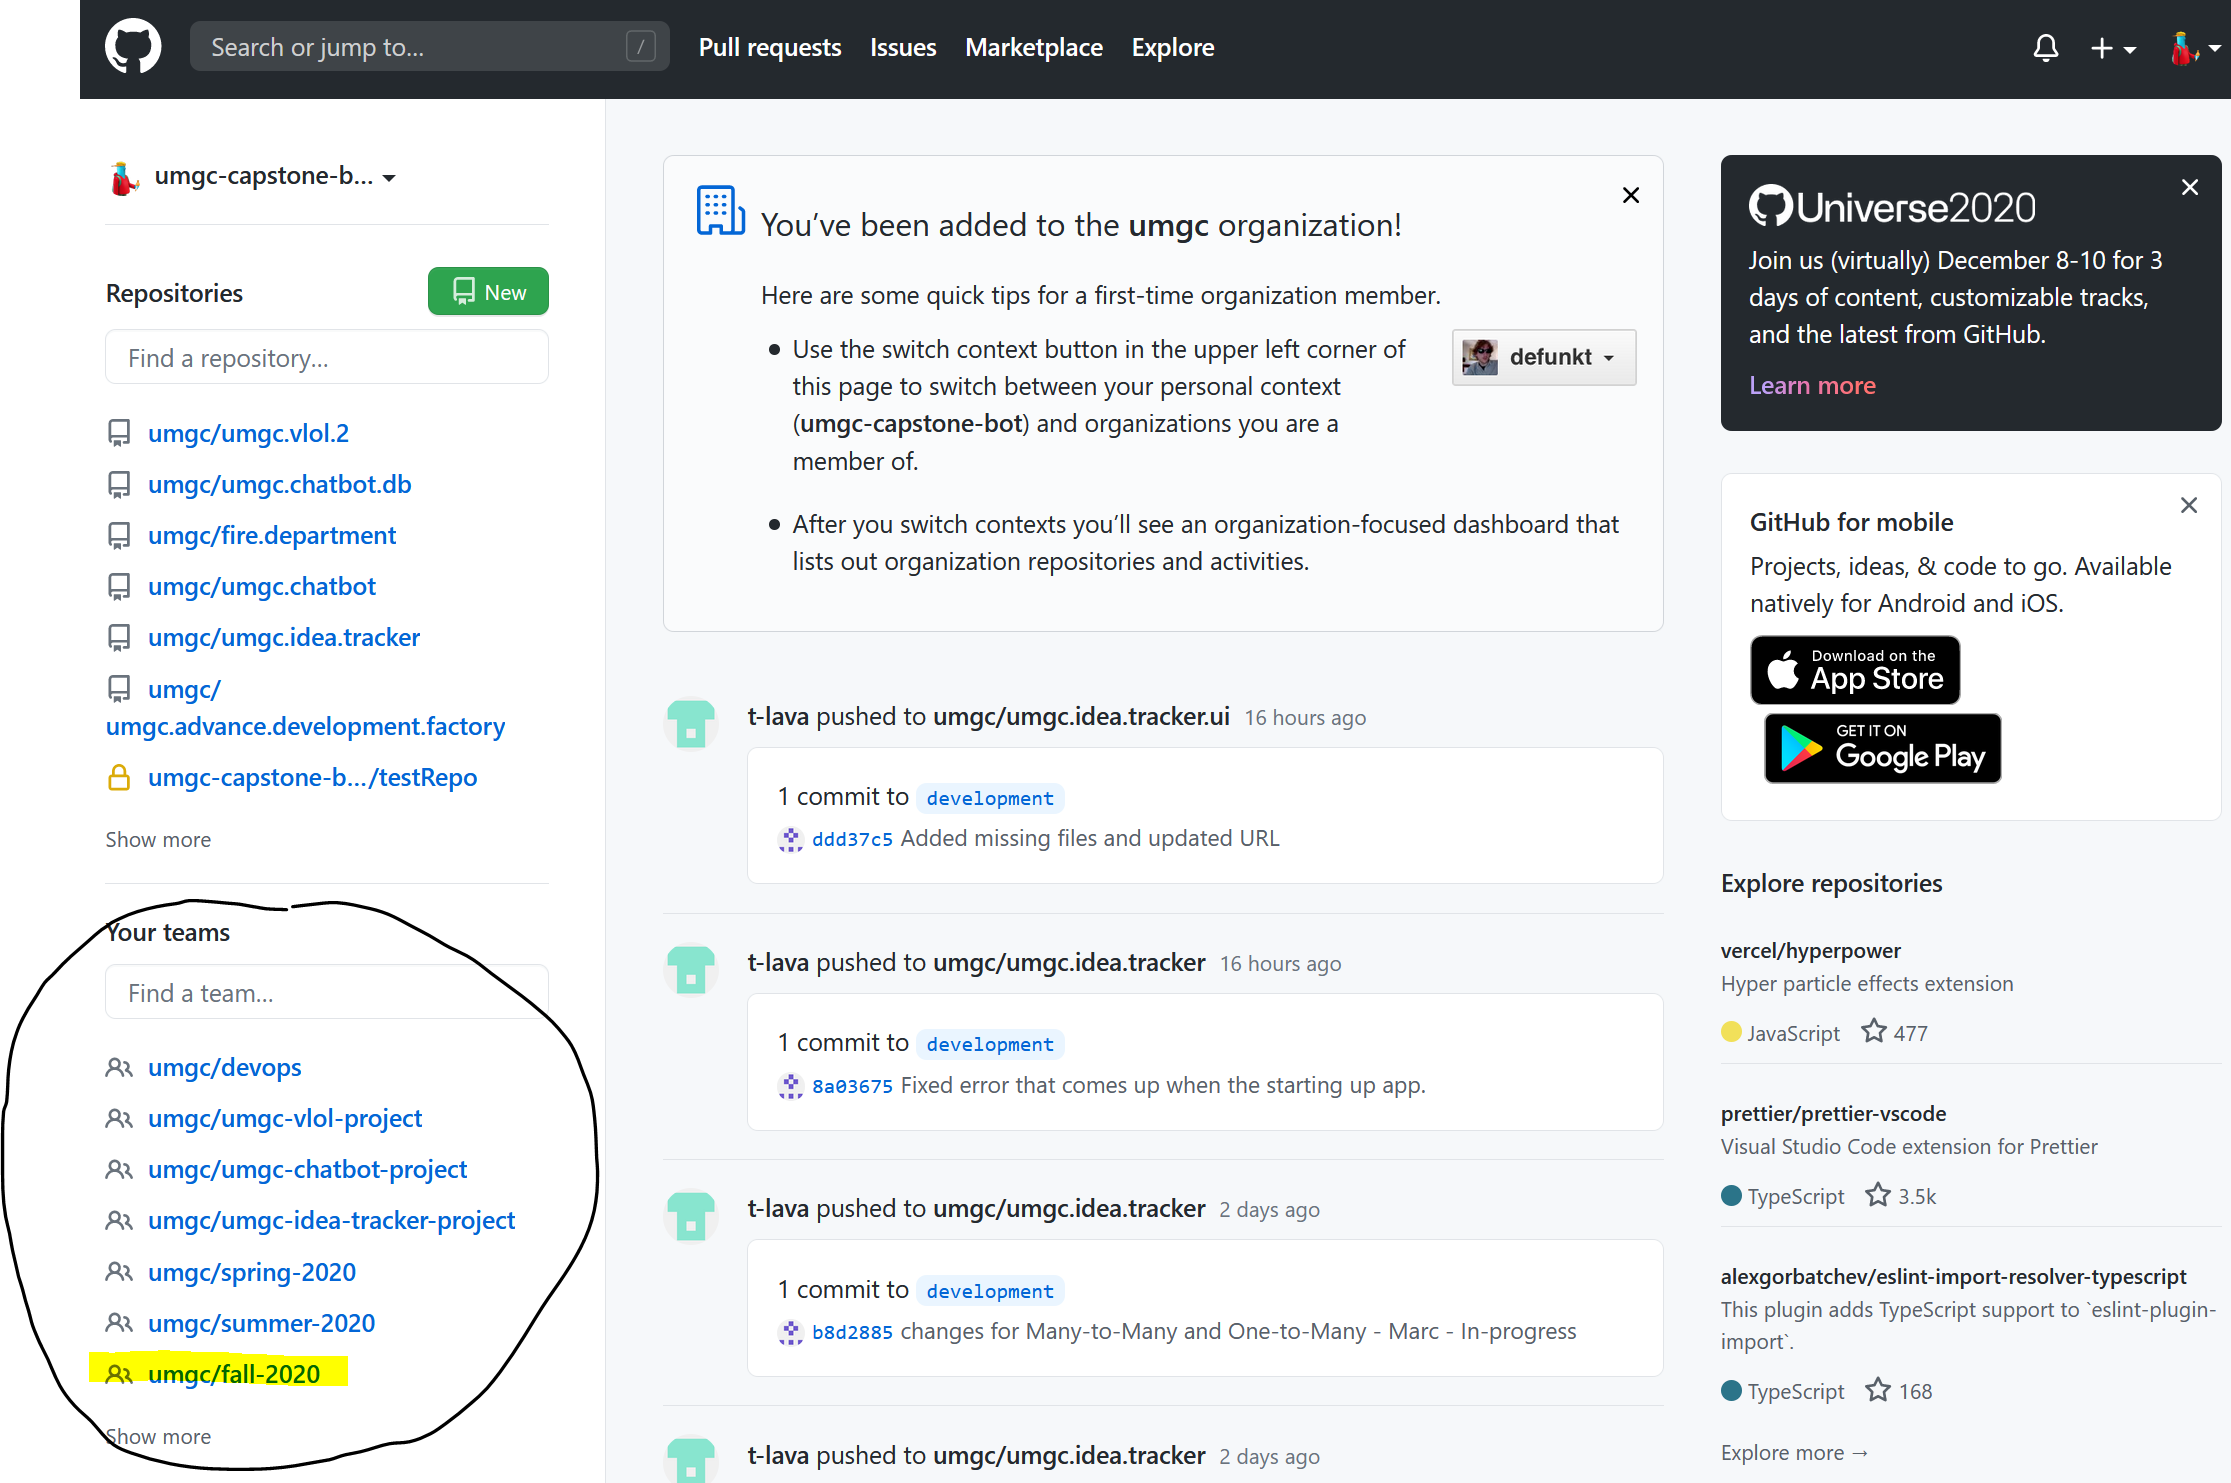 Search or jump to...
/
Pull requests
Issues
Marketplace
Explore
umgc-capstone-b...
Repositories
New
Find a repository...
umgc/umgc.vlol.2
umgc/umgc.chatbot.db
umgc/fire.department
umgc/umgc.chatbot
umgc/umgc.idea.tracker
umgc/
umgc.advance.development.factory
umgc-capstone-b.../testRepo
Show more
Your teams
Find a team...
umgc/devops
umgc/umgc-vlol-project
umgc/umgc-chatbot-project
umgc/umgc-idea-tracker-project
umgc/spring-2020
umgc/summer-2020
umgc/fall-2020
Show more
You’ve been added to the umgc organization!
Here are some quick tips for a first-time organization member.
• Use the switch context button in the upper left corner of
this page to switch between your personal context
(umgc-capstone-bot) and organizations you are a
member of.
defunkt
• After you switch contexts you’ll see an organization-focused dashboard that
lists out organization repositories and activities.
t-lava pushed to umgc/umgc.idea.tracker.ui 16 hours ago
1 commit to development
ddd37c5 Added missing files and updated URL
t-lava pushed to umgc/umgc.idea.tracker 16 hours ago
1 commit to development
8a03675 Fixed error that comes up when the starting up app.
t-lava pushed to umgc/umgc.idea.tracker 2 days ago
1 commit to development
b8d2885 changes for Many-to-Many and One-to-Many - Marc - In-progress
t-lava pushed to umgc/umgc.idea.tracker 2 days ago
Universe2020
Join us (virtually) December 8-10 for 3
days of content, customizable tracks,
and the latest from GitHub.
Learn more
GitHub for mobile
Projects, ideas, & code to go. Available
natively for Android and iOS.
Download on the
App Store
GET IT ON
Google Play
Explore repositories
vercel/hyperpower
Hyper particle effects extension
JavaScript 477
prettier/prettier-vscode
Visual Studio Code extension for Prettier
TypeScript 3.5k
alexgorbatchev/eslint-import-resolver-typescript
This plugin adds TypeScript support to `eslint-plugin-
import`.
TypeScript 168
Explore more →